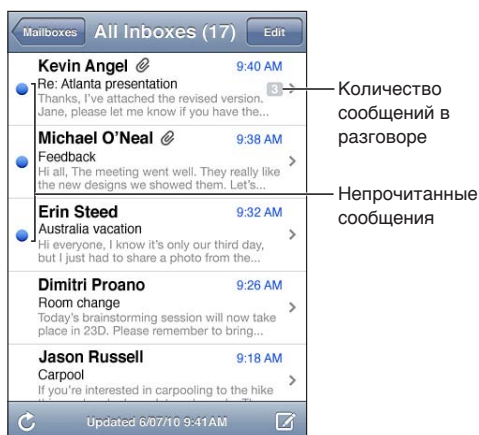 Mailboxes All Inboxes (17) Edit
Kevin Angel 9:40 AM
Re: Atlanta presentation
Thanks, I've attached the revised version. 3
Jane, please let me know if you have the...
Michael O'Neal 9:38 AM
Feedback
Hi all, The meeting went well. They really like
the new designs we showed them. Let's...
Erin Steed 9:32 AM
Australia vacation
Hi everyone, I know it's only our third day,
but I just had to share a photo from the...
Dimitri Proano 9:26 AM
Room change
Today's brainstorming session will now take
place in 23D. Please remember to bring...
Jason Russell 9:18 AM
Carpool
If you're interested in carpooling to the hike
Updated 6/07/10 9:41AM
Количество
сообщений в
разговоре
Непрочитанные
сообщения